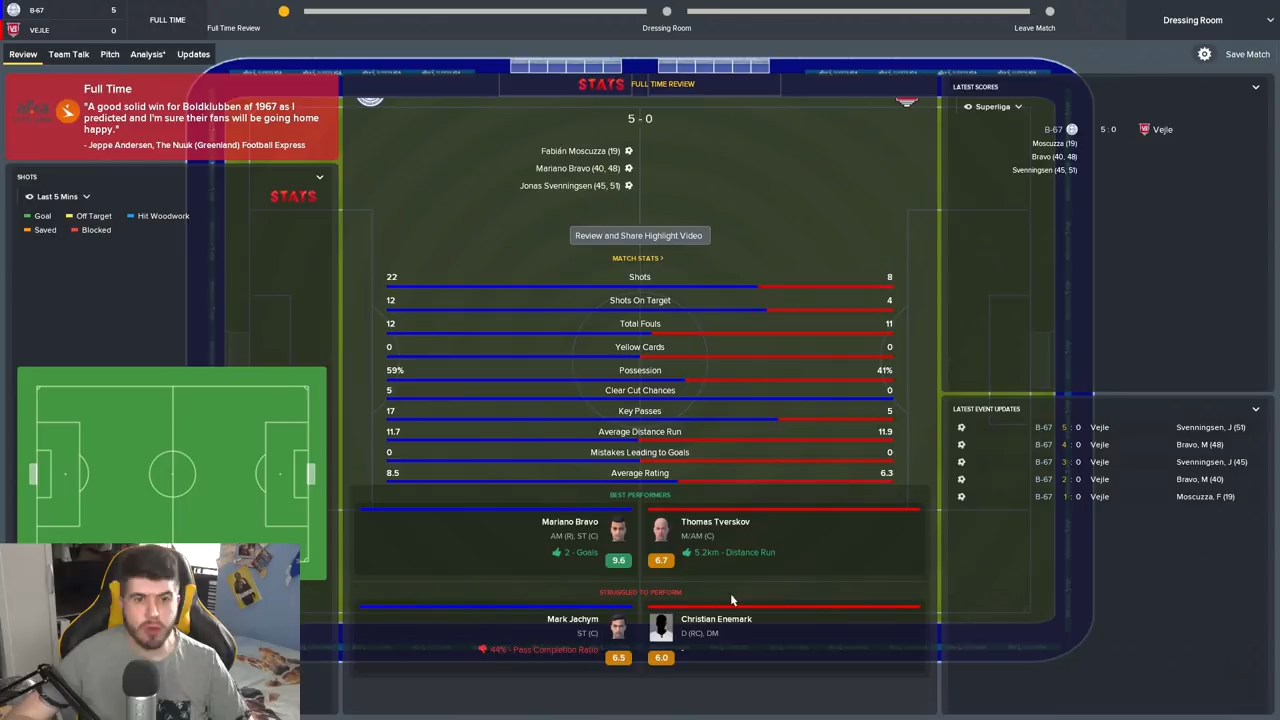 B-67 5
VEJLE 0
FULL TIME
Full Time Review
Dressing Room
Leave Match
Dressing Room
Review Team Talk Pitch Analysis* Updates
Save Match
Full Time
"A good solid win for Boldklubben af 1967 as I
predicted and I'm sure their fans will be going home
happy."
- Jeppe Andersen, The Nuuk (Greenland) Football Express
SHOTS
Last 5 Mins
STATS
Goal Off Target Hit Woodwork
Saved Blocked
STATS FULL TIME REVIEW
5 - 0
Fabián Moscuzza (19)
Mariano Bravo (40, 48)
Jonas Svenningsen (45, 51)
Review and Share Highlight Video
MATCH STATS >
22 Shots 8
12 Shots On Target 4
12 Total Fouls 11
0 Yellow Cards 0
59% Possession 41%
5 Clear Cut Chances 0
17 Key Passes 5
11.7 Average Distance Run 11.9
0 Mistakes Leading to Goals 0
8.5 Average Rating 6.3
BEST PERFORMERS
Mariano Bravo
AM (R), ST (C)
2 - Goals
9.6
Thomas Tverskov
M/AM (C)
5.2km - Distance Run
6.7
STRUGGLED TO PERFORM
Mark Jachym
ST (C)
44% - Pass Completion Ratio
6.5
Christian Enemark
D (RC), DM
-
6.0
LATEST SCORES
Superliga
B-67 5 : 0 Vejle
Moscuzza (19)
Bravo (40, 48)
Svenningsen (45, 51)
LATEST EVENT UPDATES
B-67 5 : 0 Vejle Svenningsen, J (51)
B-67 4 : 0 Vejle Bravo, M (48)
B-67 3 : 0 Vejle Svenningsen, J (45)
B-67 2 : 0 Vejle Bravo, M (40)
B-67 1 : 0 Vejle Moscuzza, F (19)